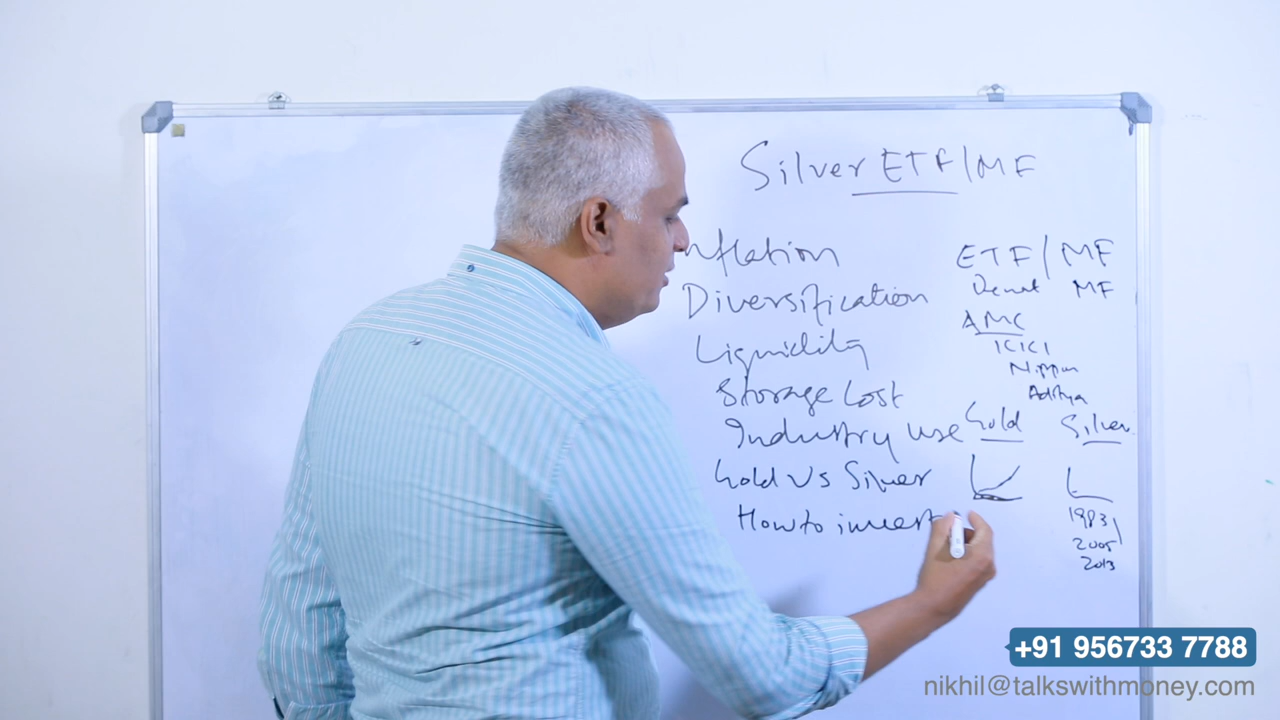 Silver ETF/MF
nflation
Diversification
Liquidity
Storage Cost
Industry use
Gold vs Silver
How to invest
ETF/MF
Demat MF
AMC
ICICI
Nippon
Aditya
Gold Silver
1983
2005
2013
+91 956733 7788
nikhil@talkswithmoney.com